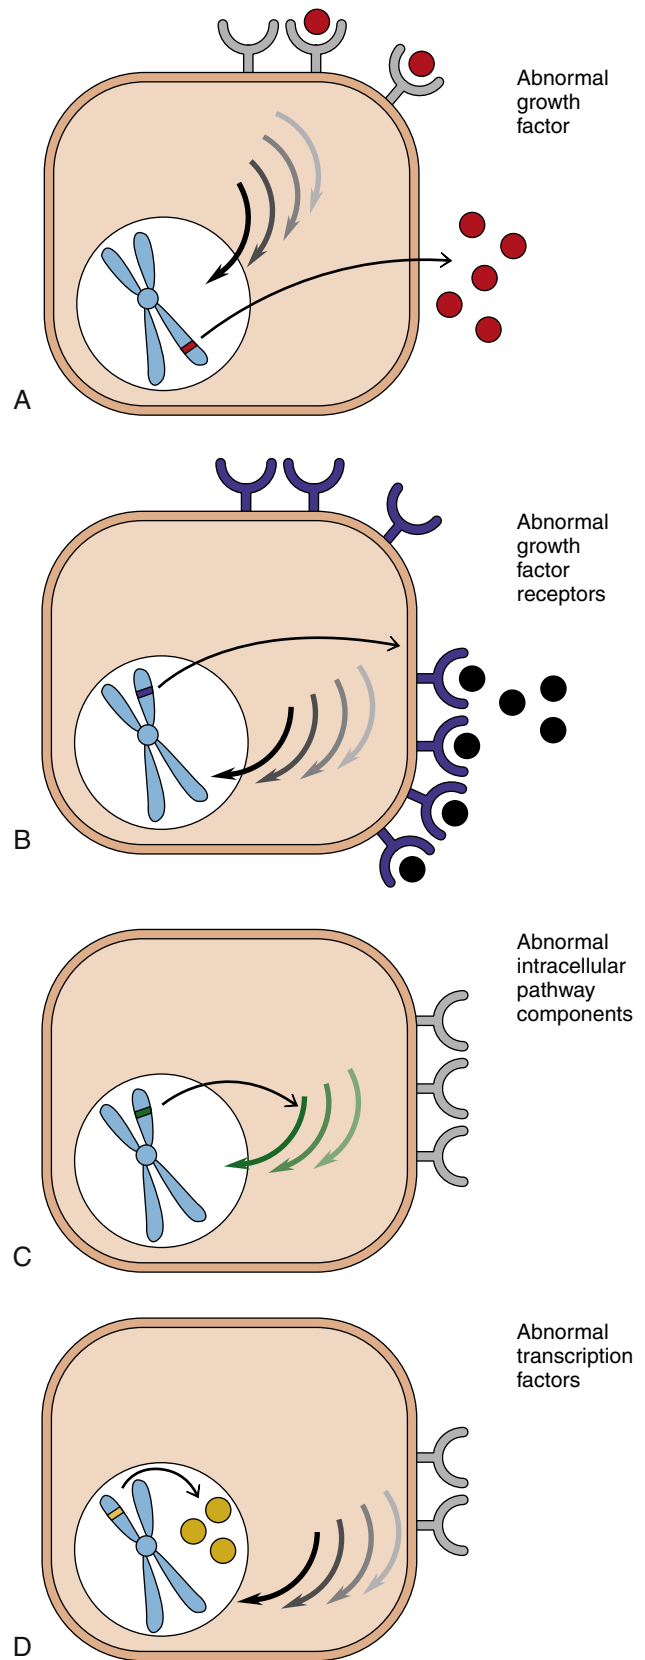 Abnormal
growth
factor
A
Abnormal
growth
factor
receptors
B
Abnormal
intracellular
pathway
components
C
Abnormal
transcription
factors
D